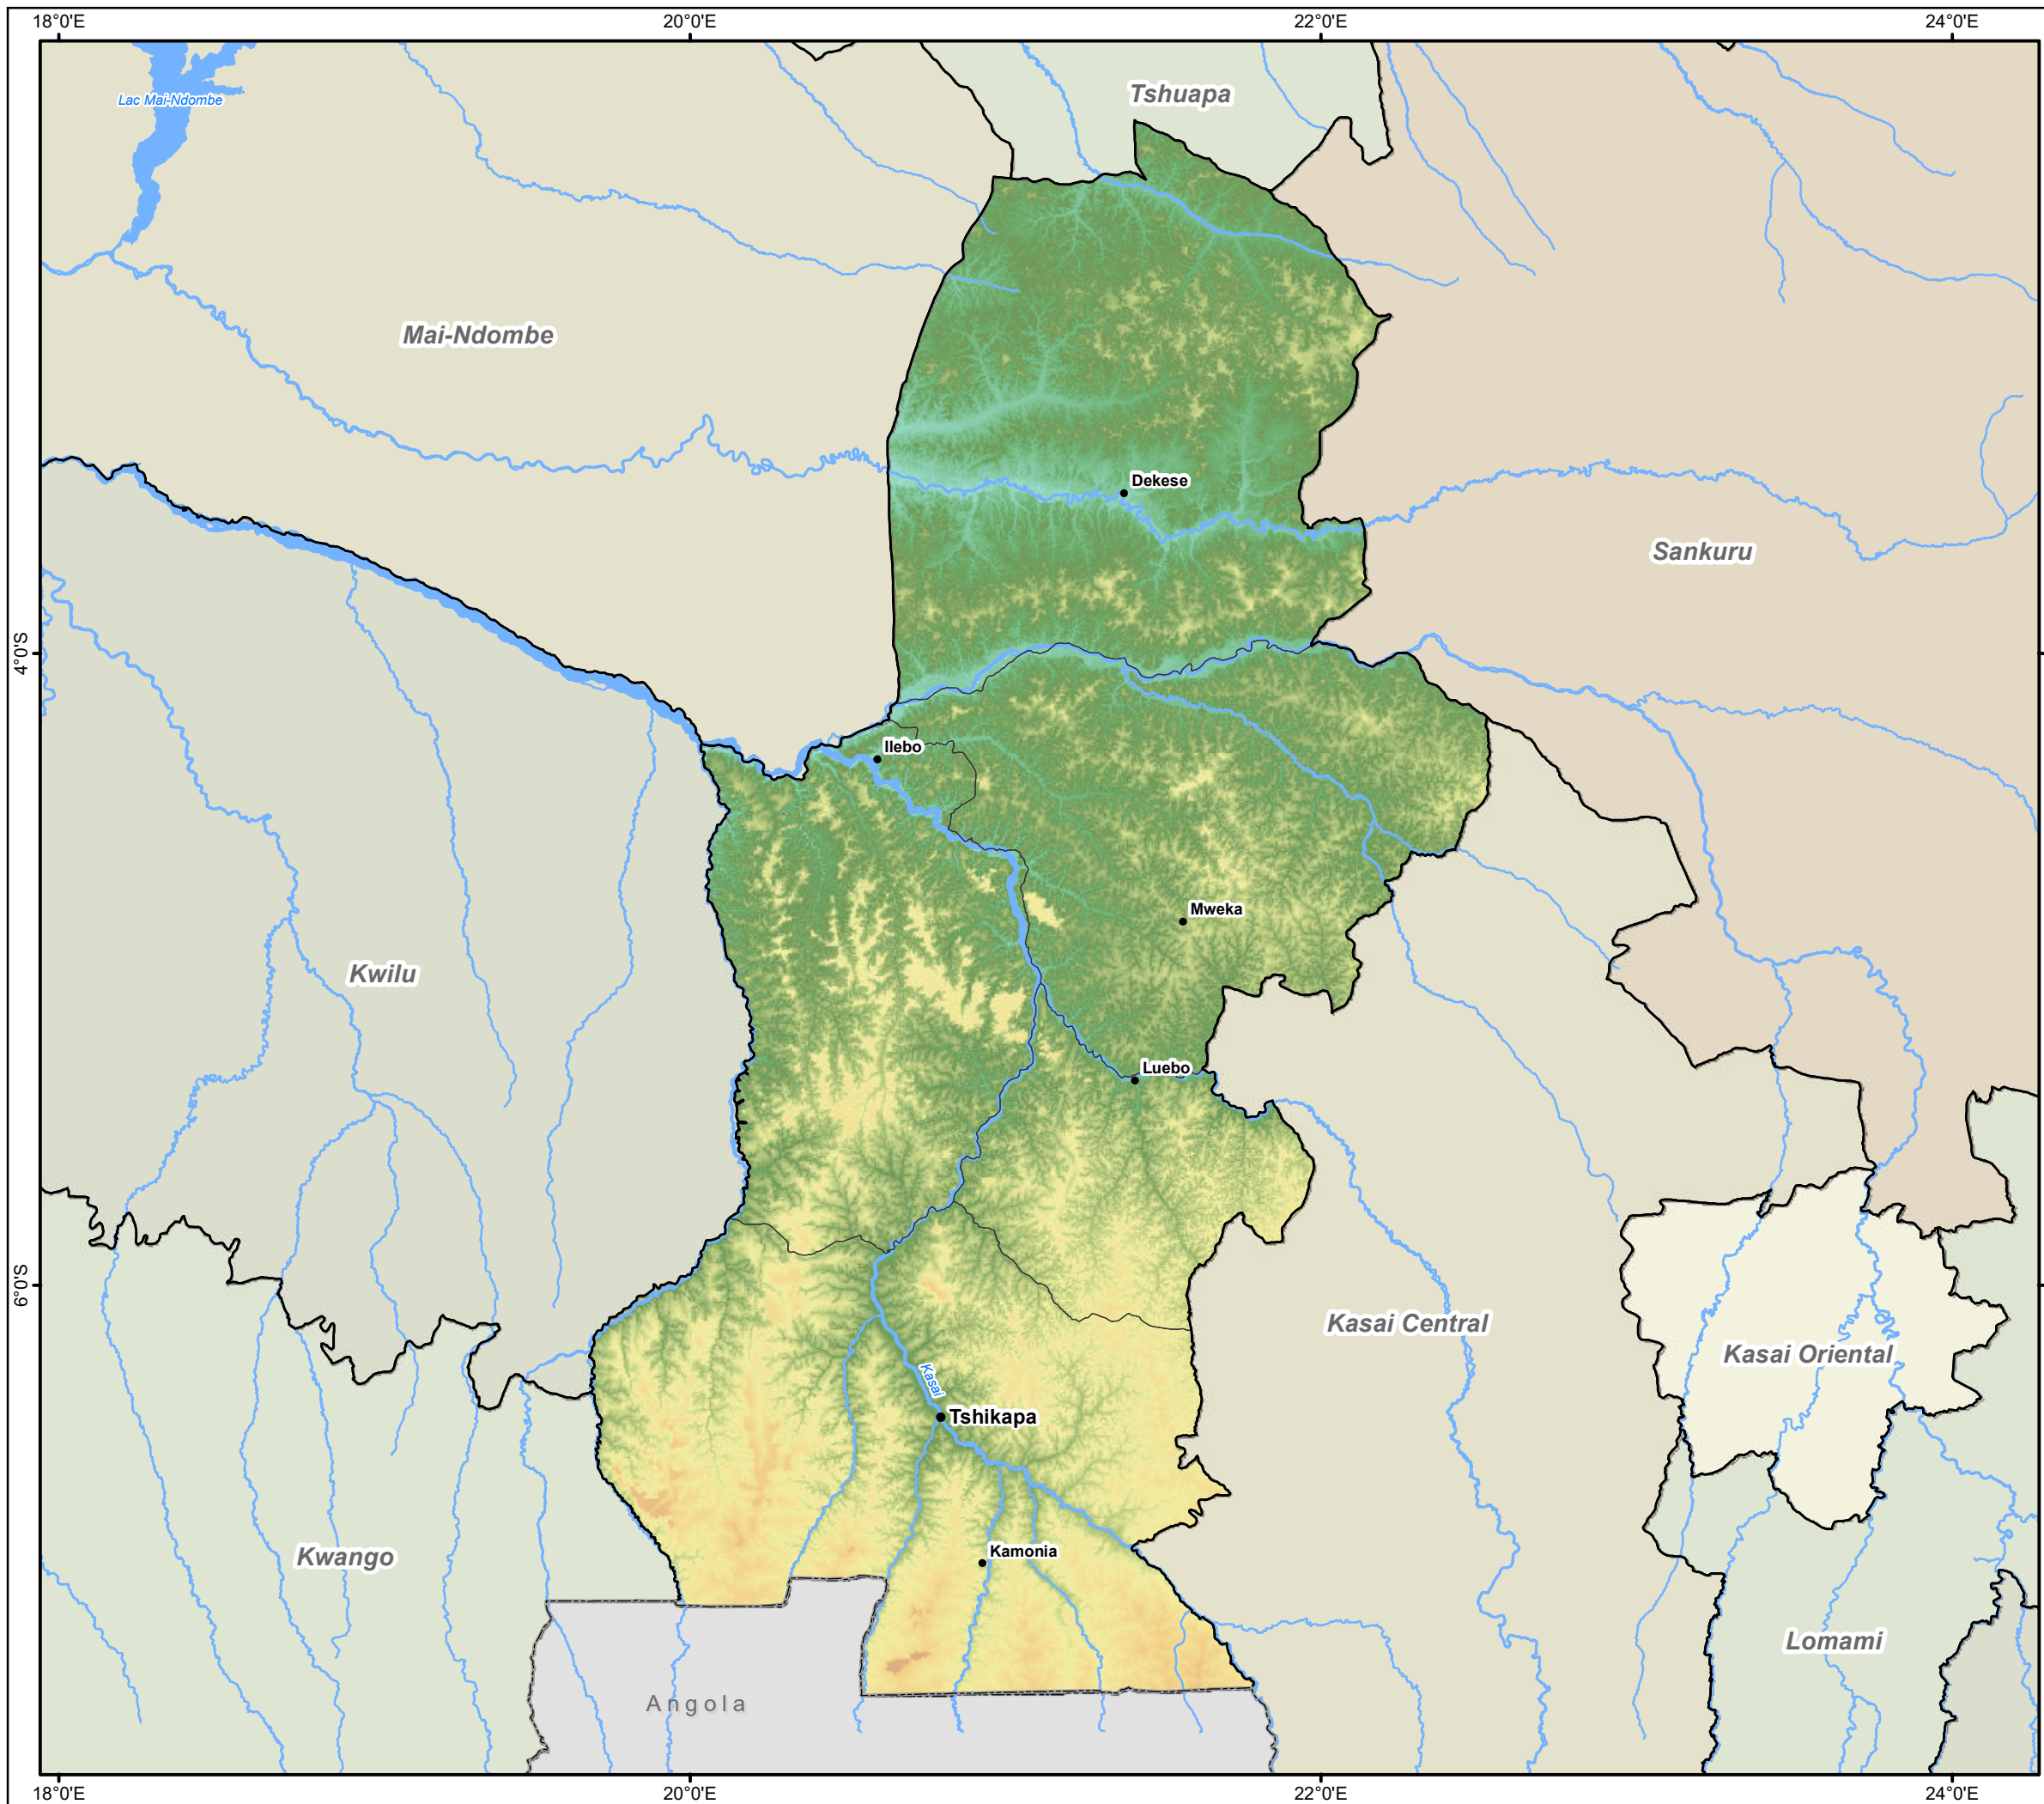 18°0'E
20°0'E
22°0'E
24°0'E
Tshuapa
Lac Mai-Ndombe
Mai-Ndombe
Dekese
Sankuru
4°0'S
Ilebo
Mweka
Kwilu
Luebo
6°0'S
Kasai Central
Kasai Oriental
Kasai
Tshikapa
Kwango
Kamonia
Lomami
Angola
18°0'E
20°0'E
22°0'E
24°0'E